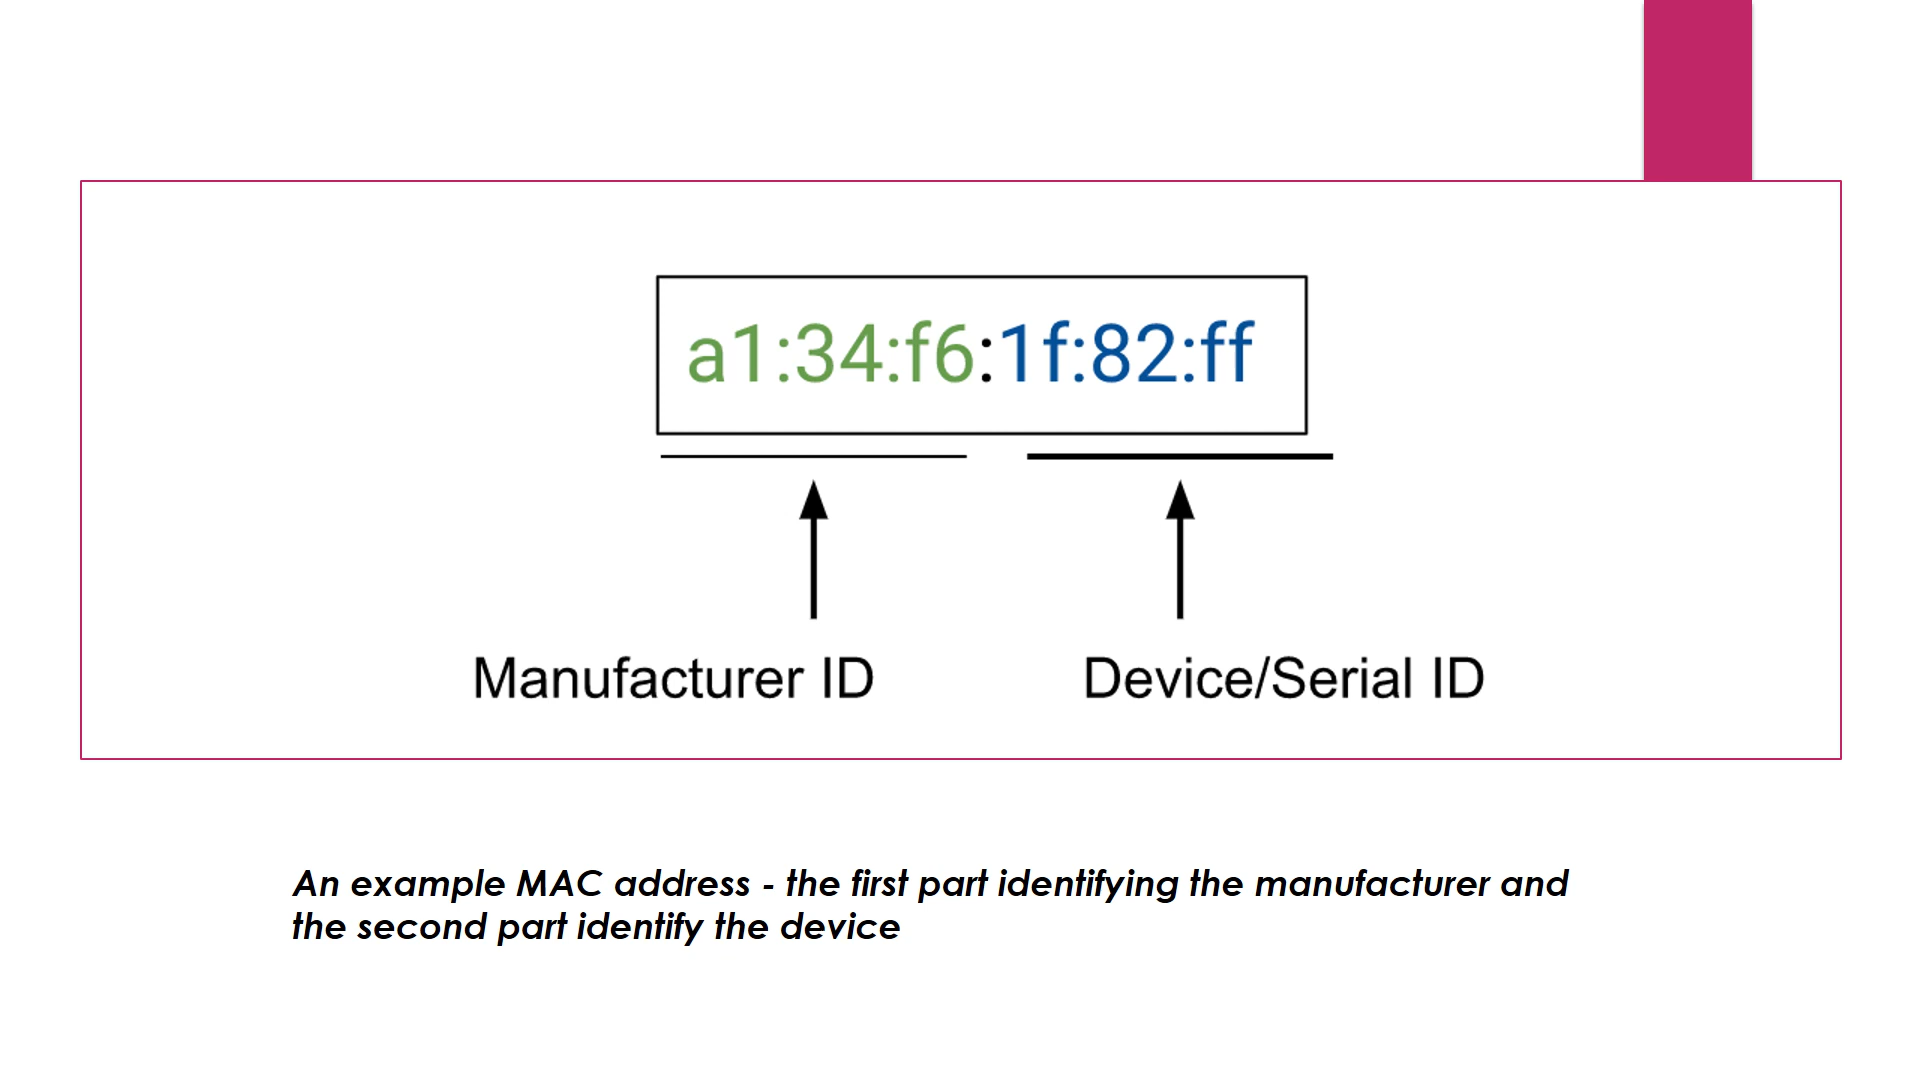 a1:34:f6:1f:82:ff
Manufacturer ID
Device/Serial ID
An example MAC address - the first part identifying the manufacturer and
the second part identify the device